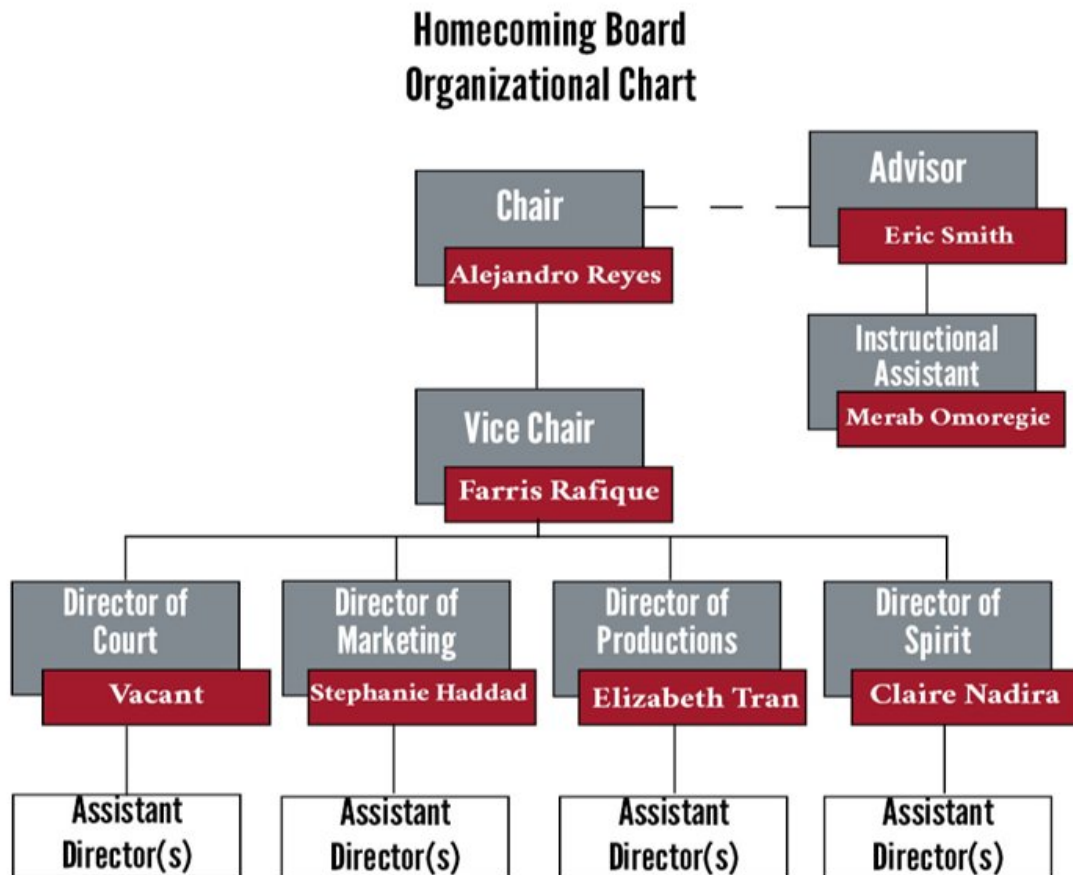 Homecoming Board
Organizational Chart
Chair
Alejandro Reyes
Advisor
Eric Smith
Instructional
Assistant
Merab Omoregie
Vice Chair
Farris Rafique
Director of
Court
Vacant
Director of
Marketing
Stephanie Haddad
Director of
Productions
Elizabeth Tran
Director of
Spirit
Claire Nadira
Assistant
Director(s)
Assistant
Director(s)
Assistant
Director(s)
Assistant
Director(s)